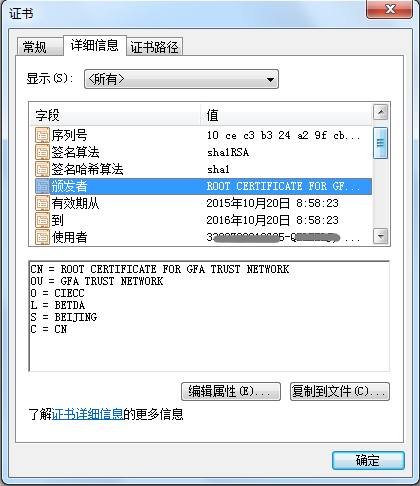 证书
常规 详细信息 证书路径
显示(S): <所有>
字段 值
序列号 10 ce c3 b3 24 a2 9f cb...
签名算法 sha1RSA
签名哈希算法 sha1
颁发者 ROOT CERTIFICATE FOR GF...
有效期从 2015年10月20日 8:58:23
到 2016年10月20日 8:58:23
使用者
CN = ROOT CERTIFICATE FOR GFA TRUST NETWORK
OU = GFA TRUST NETWORK
O = CIECC
L = BETDA
S = BEIJING
C = CN
编辑属性(E)... 复制到文件(C)...
了解证书详细信息的更多信息
确定